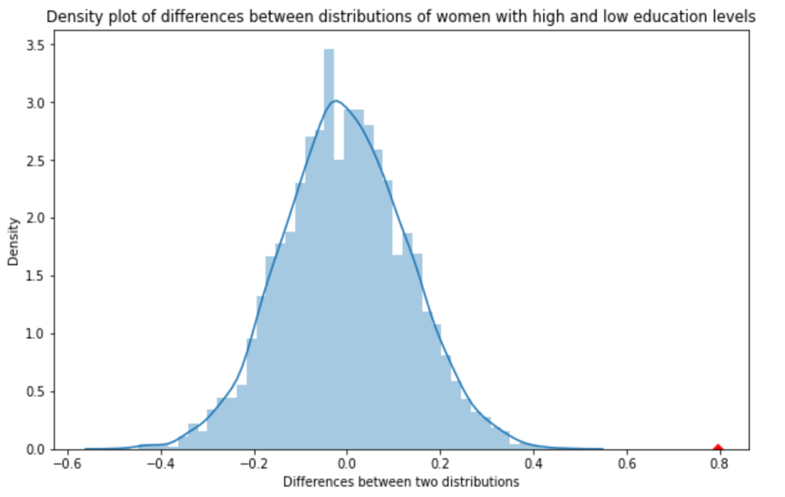 Density plot of differences between distributions of women with high and low education levels
3.5
3.0
2.5
2.0
1.5
1.0
0.5
0.0
Density
−0.6 −0.4 −0.2 0.0 0.2 0.4 0.6 0.8
Differences between two distributions